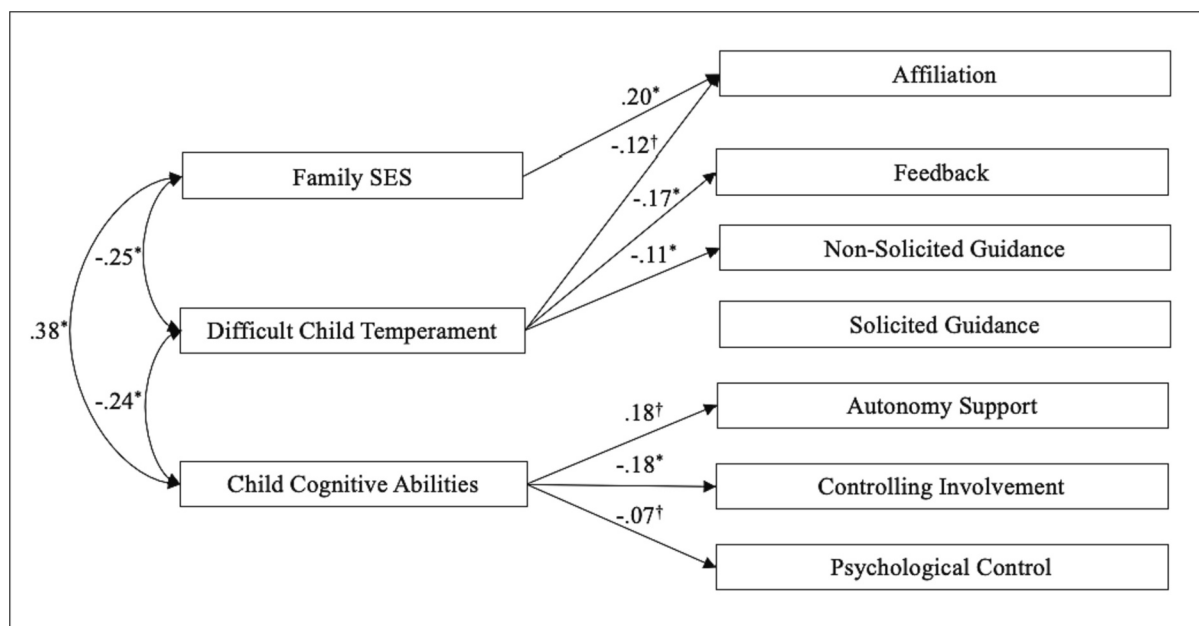 Affiliation
.20*
-.12†
Family SES
Feedback
-.17*
-.25*
-.11*
Non-Solicited Guidance
.38*
Difficult Child Temperament
Solicited Guidance
-.24*
.18†
Autonomy Support
-.18*
Child Cognitive Abilities
Controlling Involvement
-.07†
Psychological Control